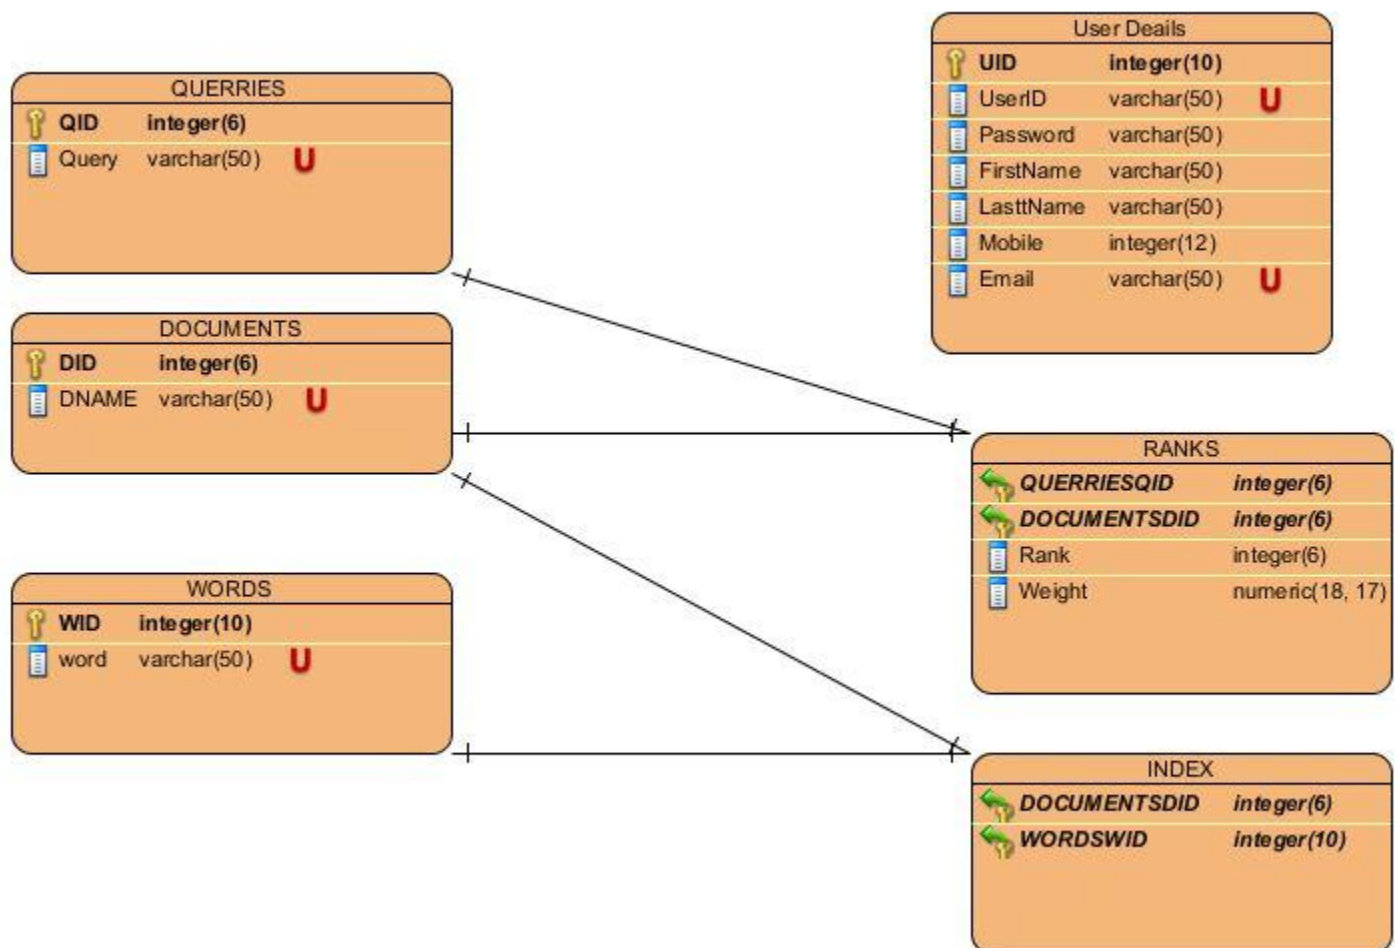 QUERRIES
QID integer(6)
Query varchar(50) U
User Deails
UID integer(10)
UserID varchar(50) U
Password varchar(50)
FirstName varchar(50)
LasttName varchar(50)
Mobile integer(12)
Email varchar(50) U
DOCUMENTS
DID integer(6)
DNAME varchar(50) U
RANKS
QUERRIESQID integer(6)
DOCUMENTSDID integer(6)
Rank integer(6)
Weight numeric(18, 17)
WORDS
WID integer(10)
word varchar(50) U
INDEX
DOCUMENTSDID integer(6)
WORDSWID integer(10)